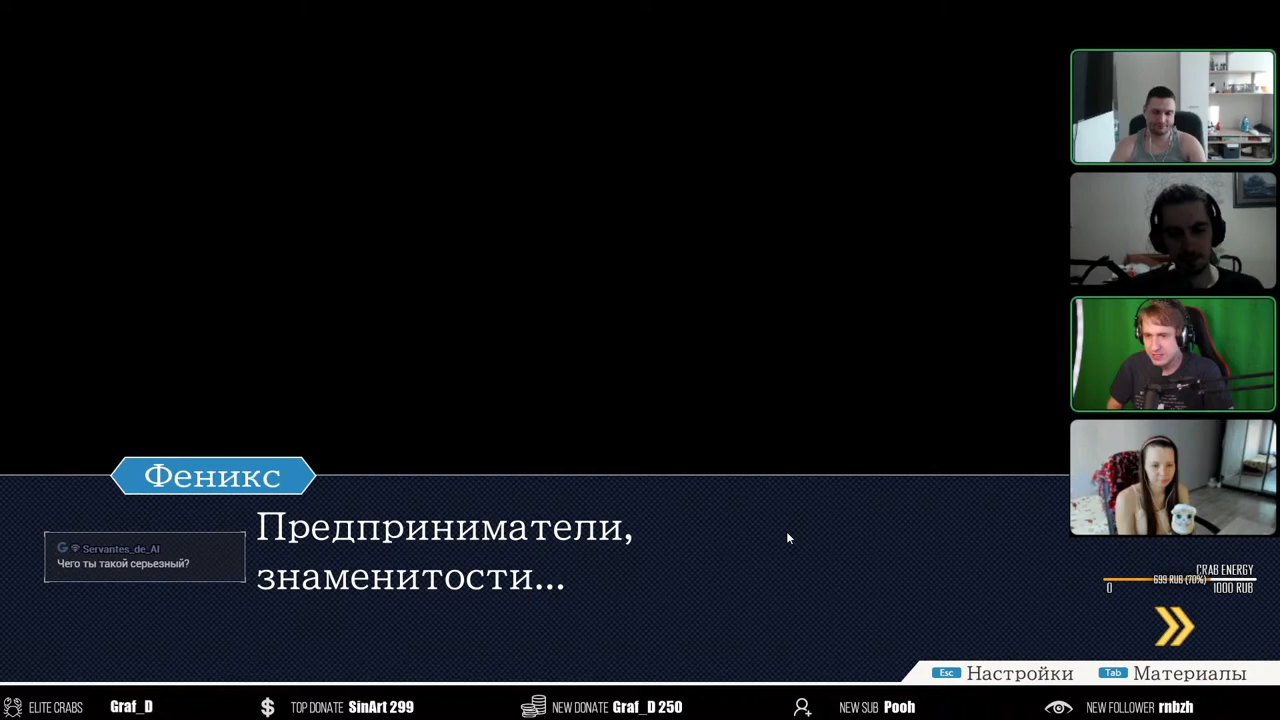 Феникс
Предприниматели,
знаменитости...
Servantes_de_AI
Чего ты такой серьезный?
CRAB ENERGY
699 RUB (70%)
0 1000 RUB
Esc Настройки Tab Материалы
ELITE CRABS Graf_D TOP DONATE SinArt 299 NEW DONATE Graf_D 250 NEW SUB Pooh NEW FOLLOWER rnbzh